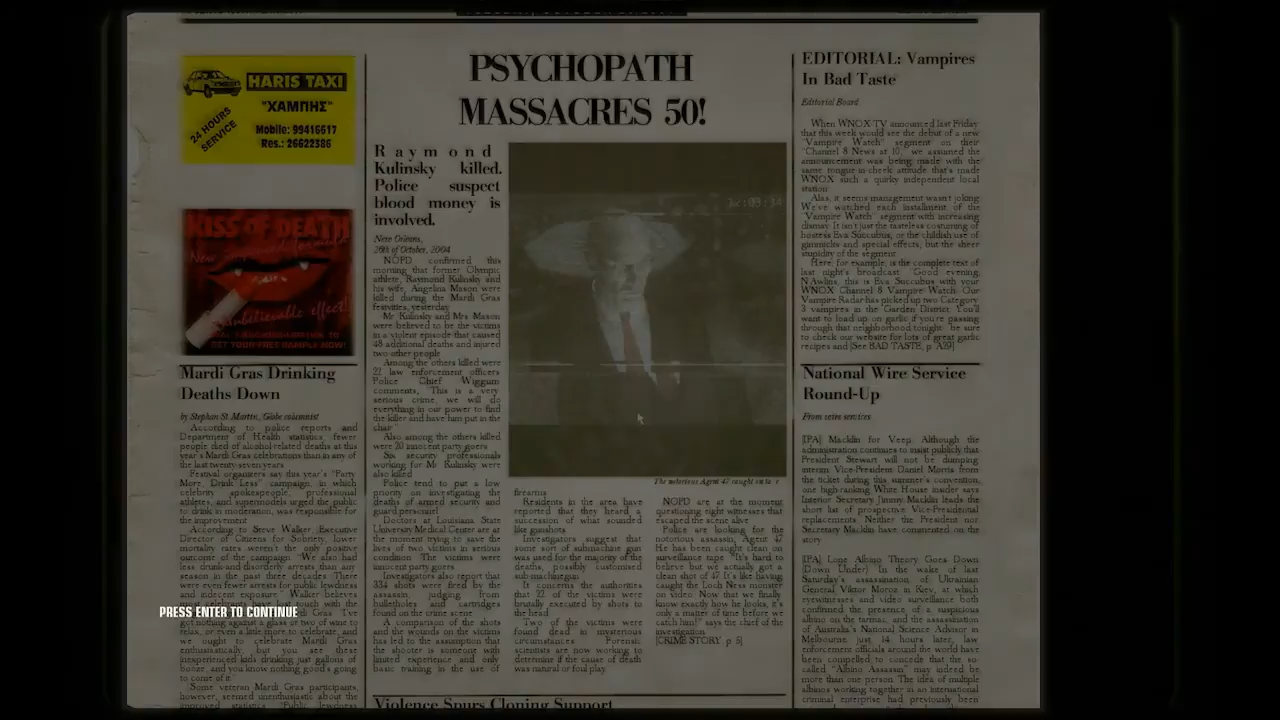 HARIS TAXI
"ΧΑΜΠΗΣ"
24 HOURS
SERVICE
Mobile: 99416617
Res.: 26622386
KISS OF DEATH
GET YOUR FREE SAMPLE NOW!
Mardi Gras Drinking
Deaths Down
by Stephan St Martin, Globe columnist
According to police reports and
Department of Health statistics, fewer
people died of alcohol-related deaths at this
year's Mardi Gras celebrations than in any of
the last twenty-seven years
Festival organizers say this year's "Party
More, Drink Less" campaign, in which
celebrity spokespeople, professional
athletes, and supermodels urged the public
to drink in moderation, was responsible for
the improvement
According to Steve Walker, Executive
Director of Citizens for Sobriety, lower
mortality rates weren't the only positive
outcome of the campaign. "We also had
less drunk-and-disorderly arrests than any
season in the past three decades. There
were even fewer arrests for public lewdness
and indecent exposure." Walker believes
PRESS ENTER TO CONTINUE
got nothing against a glass or two of wine to
relax, or even a little more to celebrate, and
we ought to celebrate Mardi Gras
enthusiastically, but you see these
inexperienced kids drinking just gallons of
booze, and you know nothing good's going
to come of it."
Some veteran Mardi Gras participants,
however, seemed unenthusiastic about the
improved statistics. "Public lewdness
PSYCHOPATH
MASSACRES 50!
Raymond
Kulinsky killed.
Police suspect
blood money is
involved.
New Orleans,
26th of October, 2004
NOPD confirmed this
morning that former Olympic
athlete, Raymond Kulinsky and
his wife, Angelina Mason were
killed during the Mardi Gras
festivities, yesterday
Mr Kulinsky and Mrs Mason
were believed to be the victims
in a violent episode that caused
48 additional deaths and injured
two other people
Among the others killed were
22 law enforcement officers
Police Chief Wiggum
comments, "This is a very
serious crime, we will do
everything in our power to find
the killer and have him put in the
chair"
Also among the others killed
were 20 innocent party goers
Six security professionals
working for Mr Kulinsky were
also killed
Police tend to put a low
priority on investigating the
deaths of armed security and
guard personel
Doctors at Louisiana State
University Medical Center are at
the moment trying to save the
lives of two victims in serious
condition. The victims were
innocent party goers
Investigators also report that
334 shots were fired by the
assassin, judging from
bulletholes and cartridges
found on the crime scene
A comparison of the shots
and the wounds on the victims
has led to the assumption that
the shooter is someone with
limited experience and only
basic training in the use of
The notorious Agent 47 caught on
firearms
Residents in the area have
reported that they heard a
succession of what sounded
like gunshots
Investigators suggest that
some sort of submachine gun
was used for the majority of the
deaths, possibly customised
submachinegun
It concerns the authorities
that 22 of the victims were
brutally executed by shots to
the head
Two of the victims were
found dead in mysterious
circumstances. Forensic
scientists are now working to
determine if the cause of death
was natural or foul play
NOPD are at the moment
questioning eight witnesses that
escaped the scene alive
Police are looking for the
notorious assassin, Agent 47
He has been caught clean on
surveillance tape "It's hard to
believe but we actually got a
clean shot of 47. It's like having
caught the Loch Ness monster
on video. Now that we finally
know exactly how he looks, it's
only a matter of time before we
catch him!" says the chief of the
investigation
[CRIME STORY p. 5]
Violence Spurs Cloning Support
EDITORIAL: Vampires
In Bad Taste
Editorial Board
When WNOX-TV announced last Friday
that this week would see the debut of a new
"Vampire Watch" segment on their
"Channel 8 News at 10," we assumed the
announcement was being made with the
same tongue-in-cheek attitude that's made
WNOX such a quirky independent local
station
Alas, it seems management wasn't joking
We've watched each installment of the
"Vampire Watch" segment with increasing
dismay. It isn't just the tasteless costuming of
hostess Eva Succubus, or the childish use of
gimmicks and special effects, but the sheer
stupidity of the segment
Here, for example, is the complete text of
last night's broadcast "Good evening,
N'Awlins, this is Eva Succubus with your
WNOX Channel 8 Vampire Watch. Our
Vampire Radar has picked up two Category
3 vampires in the Garden District. You'll
want to load up on garlic if you're passing
through that neighborhood tonight be sure
to check our website for lots of great garlic
recipes and [See BAD TASTE, p. A29]
National Wire Service
Round-Up
From wire services
[IPA] Macklin for Veep. Although the
administration continues to insist publicly that
President Stewart will not be dumping
interim Vice-President Daniel Morris from
the ticket during this summer's convention,
one high-ranking White House insider says
Interior Secretary Jimmy Macklin leads the
short list of prospective Vice-Presidential
replacements. Neither the President nor
Secretary Macklin have commented on the
story
[IPA] Lone Albino Theory Goes Down
(Down Under) In the wake of last
Saturday's assassination of Ukrainian
General Viktor Moroz in Kiev, at which
eyewitnesses and video surveillance both
confirmed the presence of a suspicious
albino on the tarmac, and the assassination
of Australia's National Science Advisor in
Melbourne just 14 hours later, law
enforcement officials around the world have
been compelled to concede that the so-
called "Albino Assassin" may indeed be
more than one person. The idea of multiple
albinos working together in an international
criminal enterprise had previously been